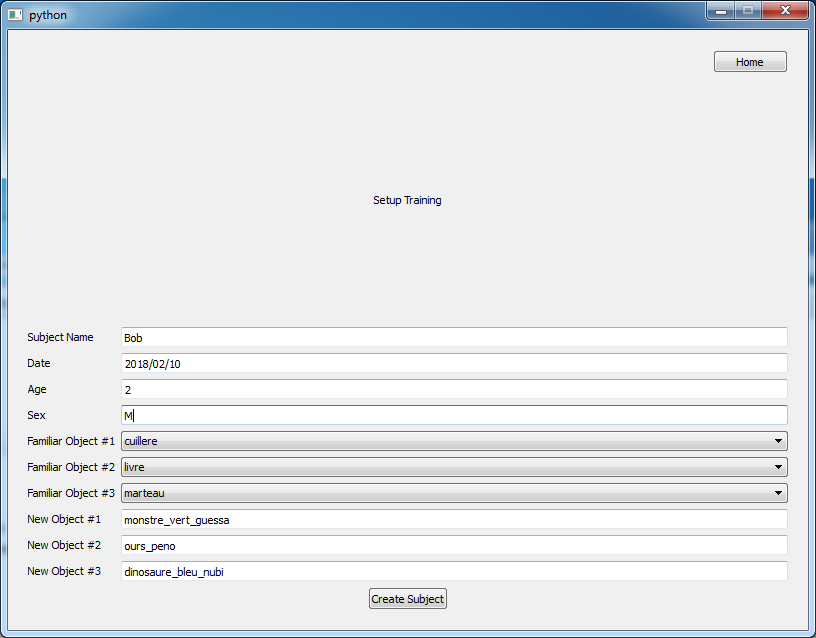 python
Home
Setup Training
Subject Name Bob
Date 2018/02/10
Age 2
Sex M
Familiar Object #1 cuillere
Familiar Object #2 livre
Familiar Object #3 marteau
New Object #1 monstre_vert_guessa
New Object #2 ours_peno
New Object #3 dinosaure_bleu_nubi
Create Subject